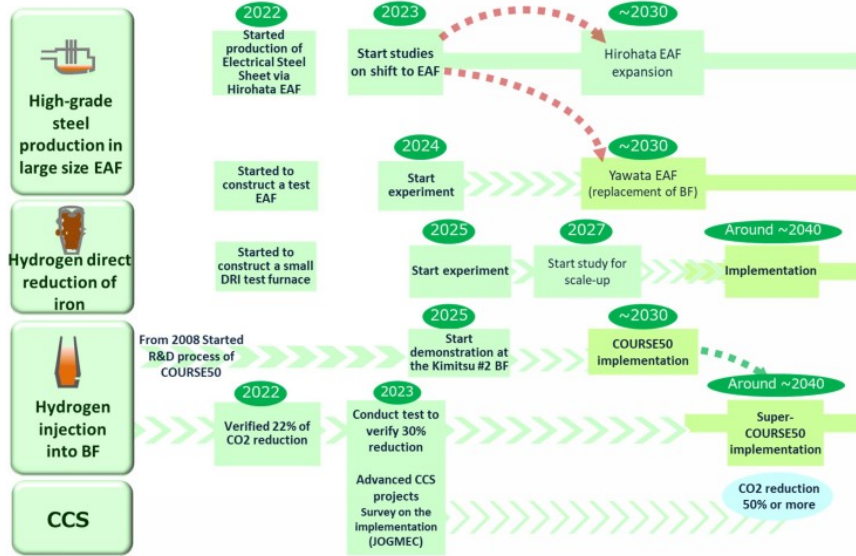 2022
2023
~2030
Started
production of
Electrical Steel
Sheet via
Hirohata EAF
Start studies
on shift to EAF
Hirohata EAF
expansion
High-grade
steel
production in
large size EAF
2024
~2030
Started to
construct a test
EAF
Start
experiment
Yawata EAF
(replacement of BF)
Hydrogen direct
reduction of
iron
2025
2027
Around ~2040
Started to
construct a small
DRI test furnace
Start experiment
Start study for
scale-up
Implementation
2025
~2030
From 2008 Started
R&D process of
COURSE50
Start
demonstration at
the Kimitsu #2 BF
COURSE50
implementation
Hydrogen
injection
into BF
2022
2023
Around ~2040
Verified 22% of
CO2 reduction
Conduct test to
verify 30%
reduction
Super-
COURSE50
implementation
CCS
Advanced CCS
projects
Survey on the
implementation
(JOGMEC)
CO2 reduction
50% or more